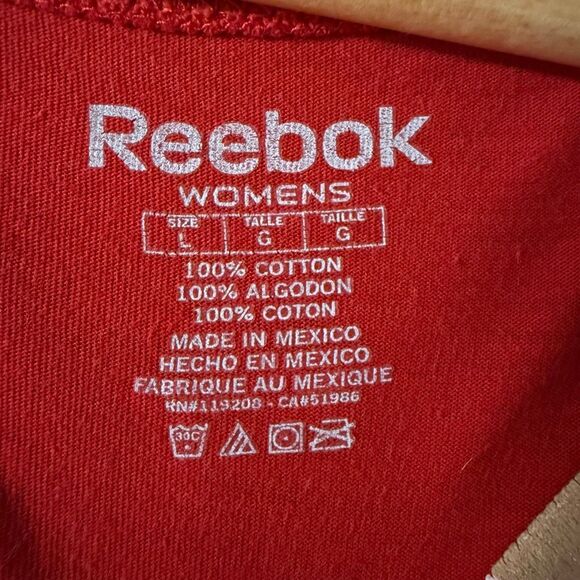 Reebok
WOMENS
SIZE TALLE TAILLE
L G G
100% COTTON
100% ALGODON
100% COTON
MADE IN MEXICO
HECHO EN MEXICO
FABRIQUE AU MEXIQUE
RN#119208 - CA#51986
30C